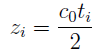 z_i = \frac{c_0 t_i}{2}